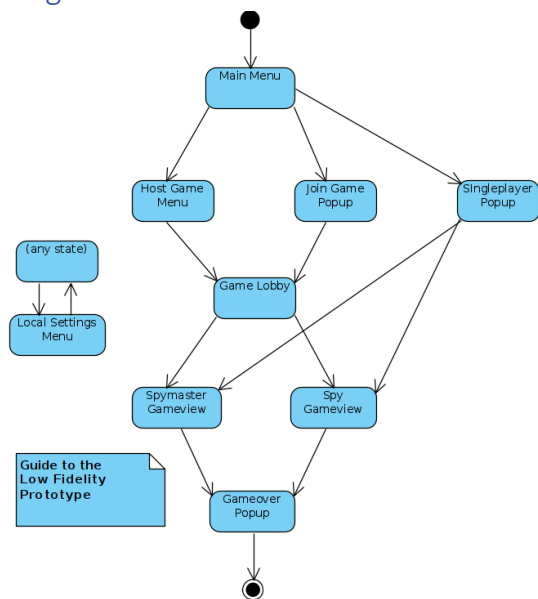 Main Menu
Host Game
Menu
Join Game
Popup
SIngleplayer
Popup
(any state)
Game Lobby
Local Settings
Menu
Spymaster
Gameview
Spy
Gameview
Guide to the
Low Fidelity
Prototype
Gameover
Popup